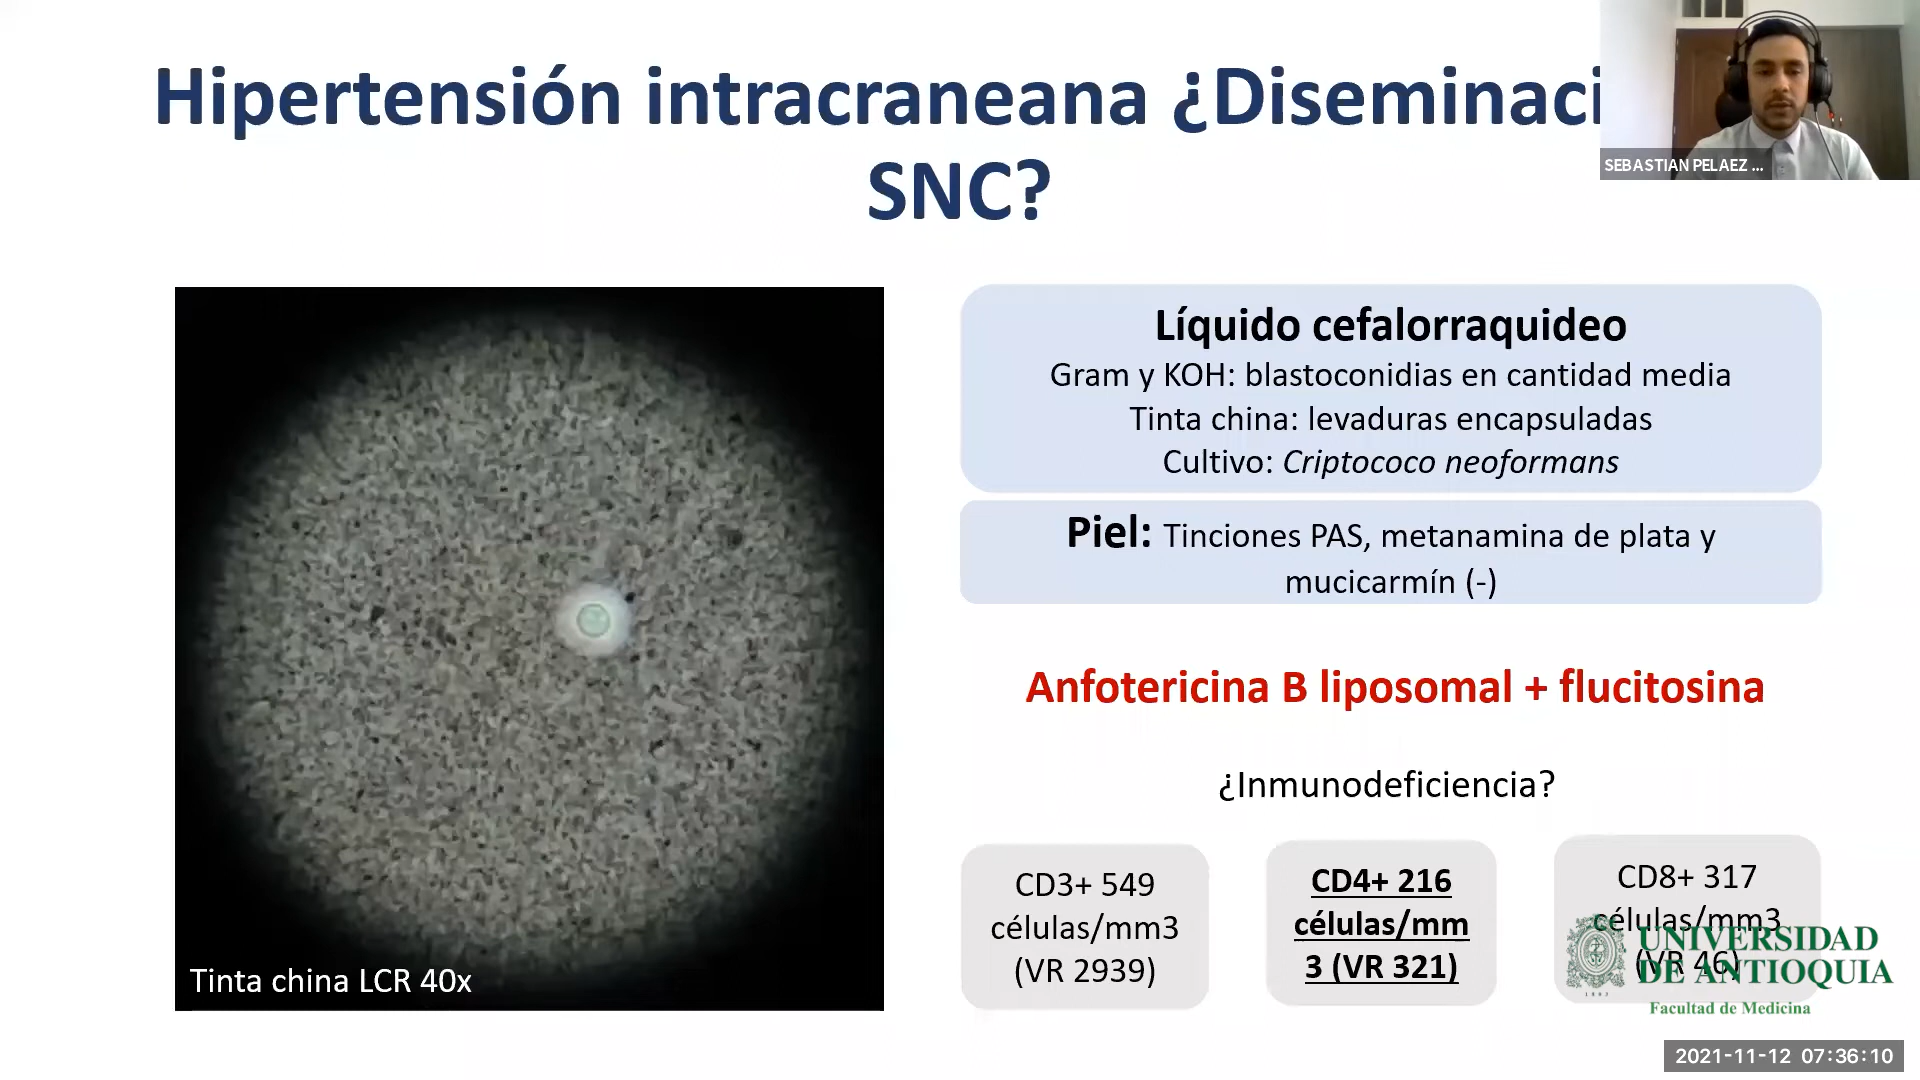 Hipertensión intracraneana ¿Diseminaci
SNC?
SEBASTIAN PELAEZ ...
Líquido cefalorraquideo
Gram y KOH: blastoconidias en cantidad media
Tinta china: levaduras encapsuladas
Cultivo: Criptococo neoformans
Piel: Tinciones PAS, metanamina de plata y
mucicarmín (-)
Anfotericina B liposomal + flucitosina
¿Inmunodeficiencia?
CD3+ 549
células/mm3
(VR 2939)
CD4+ 216
células/mm
3 (VR 321)
CD8+ 317
células/mm3
(VR 46)
Tinta china LCR 40x
UNIVERSIDAD
DE ANTIOQUIA
1803
Facultad de Medicina
2021-11-12 07:36:10